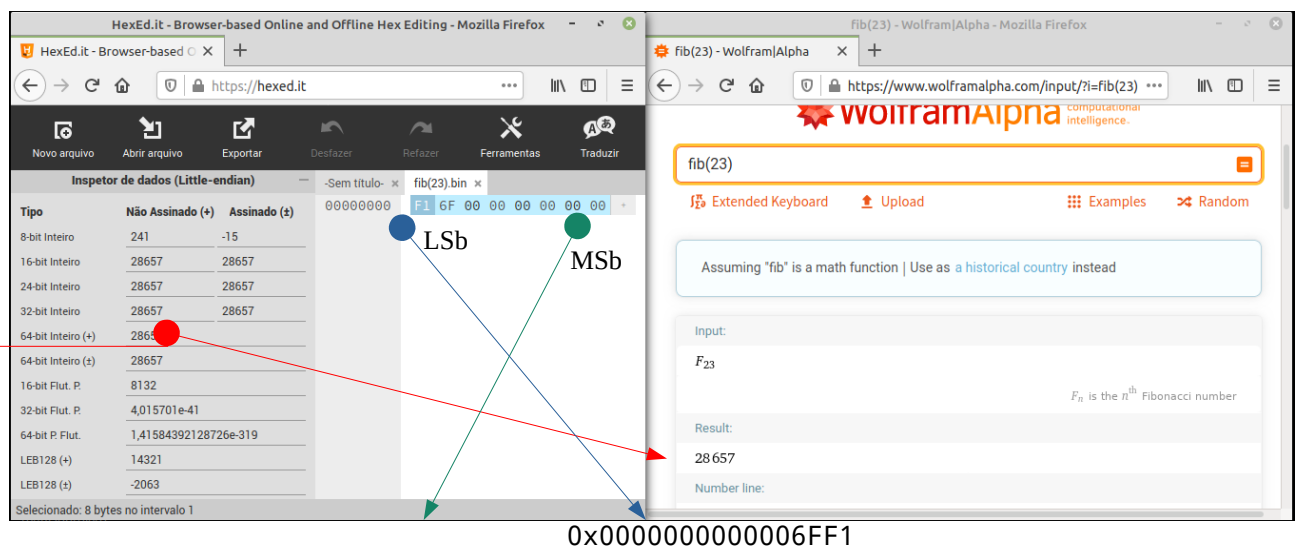 HexEd.it - Browser-based Online and Offline Hex Editing - Mozilla Firefox
HexEd.it - Browser-based O
https://hexed.it
Novo arquivo Abrir arquivo Exportar Desfazer Refazer Ferramentas Traduzir
Inspetor de dados (Little-endian)
-Sem título- × fib(23).bin ×
00000000 F1 6F 00 00 00 00 00 00
Tipo Não Assinado (+) Assinado (±)
8-bit Inteiro 241 -15
16-bit Inteiro 28657 28657
24-bit Inteiro 28657 28657
32-bit Inteiro 28657 28657
64-bit Inteiro (+)
64-bit Inteiro (±) 28657
16-bit Flut. P. 8132
32-bit Flut. P. 4,015701e-41
64-bit P. Flut. 1,41584392128726e-319
LEB128 (+) 14321
LEB128 (±) -2063
Selecionado: 8 bytes no intervalo 1
LSb
MSb
fib(23) - Wolfram|Alpha - Mozilla Firefox
fib(23) - Wolfram|Alpha
https://www.wolframalpha.com/input/?i=fib(23)
WolframAlpha computational intelligence.
fib(23)
Extended Keyboard Upload Examples Random
Assuming "fib" is a math function | Use as a historical country instead
Input:
F₂₃
Fₙ is the nᵗʰ Fibonacci number
Result:
28 657
Number line:
0x0000000000006FF1